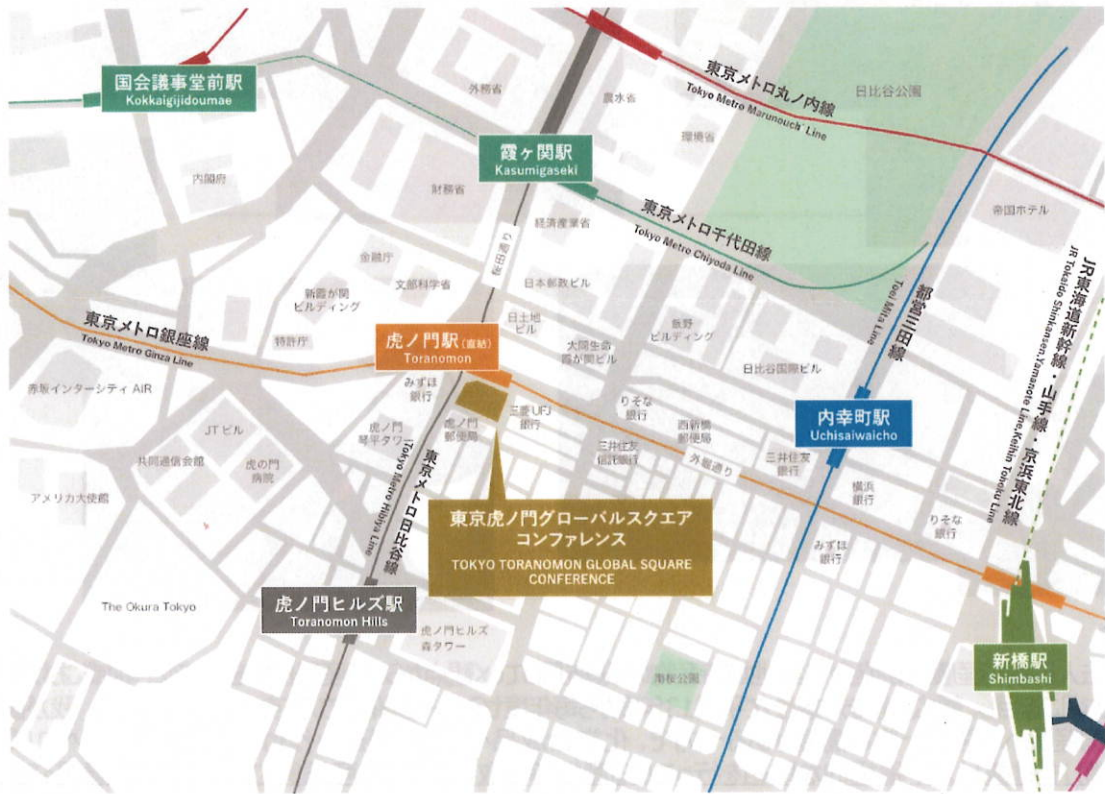 国会議事堂前駅
Kokkaigijidoumae
外務省
農水省
東京メトロ丸ノ内線
Tokyo Metro Marunouch Line
日比谷公園
霞ヶ関駅
Kasumigaseki
環境省
内閣府
財務省
経済産業省
東京メトロ千代田線
Tokyo Metro Chiyoda Line
帝国ホテル
桜田通り
金融庁
文部科学省
日本郵政ビル
新霞が関
ビルディング
特許庁
日土地
ビル
大同生命
霞が関ビル
飯野
ビルディング
都営三田線
Toei Mita Line
JR東海道新幹線・山手線・京浜東北線
JR Tokaido Shinkansen,Yamanote Line,Keihin Tohoku Line
東京メトロ銀座線
Tokyo Metro Ginza Line
虎ノ門駅(直結)
Toranomon
日比谷国際ビル
赤坂インターシティ AIR
みずほ
銀行
三菱UFJ
銀行
りそな
銀行
西新橋
郵便局
内幸町駅
Uchisaiwaicho
JTビル
虎ノ門
琴平タワー
虎ノ門
郵便局
三井住友
信託銀行
外堀通り
三井住友
銀行
共同通信会館
虎の門
病院
東京メトロ日比谷線
Tokyo Metro Hibiya Line
横浜
銀行
アメリカ大使館
りそな
銀行
みずほ
銀行
東京虎ノ門グローバルスクエア
コンファレンス
TOKYO TORANOMON GLOBAL SQUARE
CONFERENCE
The Okura Tokyo
虎ノ門ヒルズ駅
Toranomon Hills
虎ノ門ヒルズ
森タワー
南桜公園
新橋駅
Shimbashi